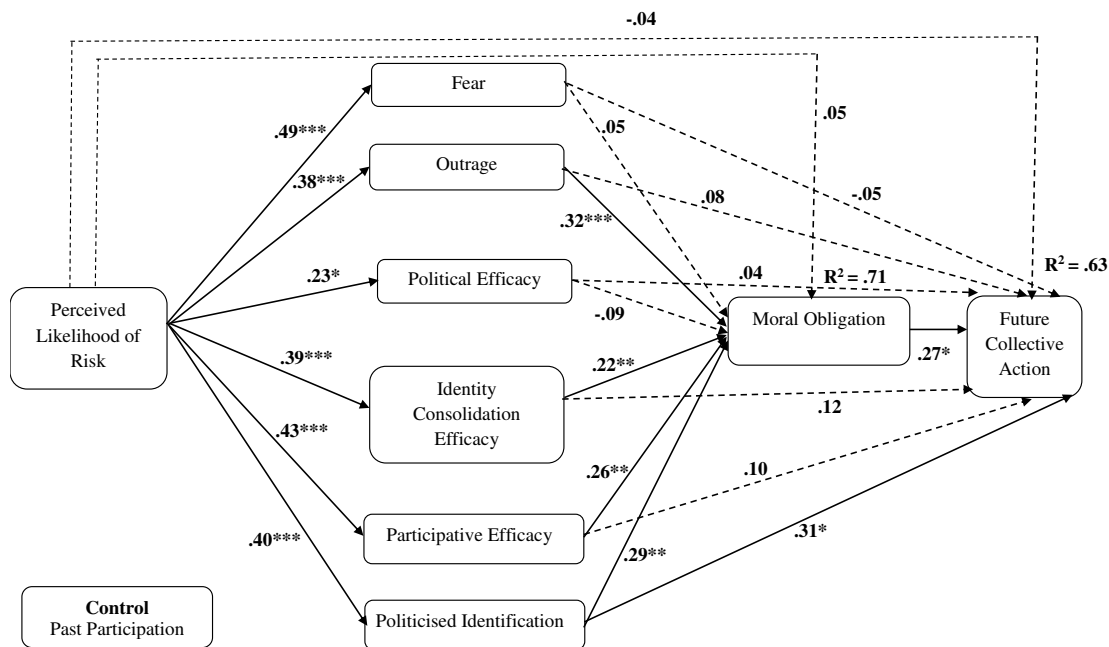 -.04
Fear
.49***
.05
.05
.38***
Outrage
.08
-.05
.32***
.23*
Political Efficacy
.04
R² = .71
R² = .63
-.09
Perceived
Likelihood of
Risk
Moral Obligation
Future
Collective
Action
.27*
.39***
.22**
Identity
Consolidation
Efficacy
.12
.43***
.26**
.10
Participative Efficacy
.40***
.29**
.31*
Control
Past Participation
Politicised Identification